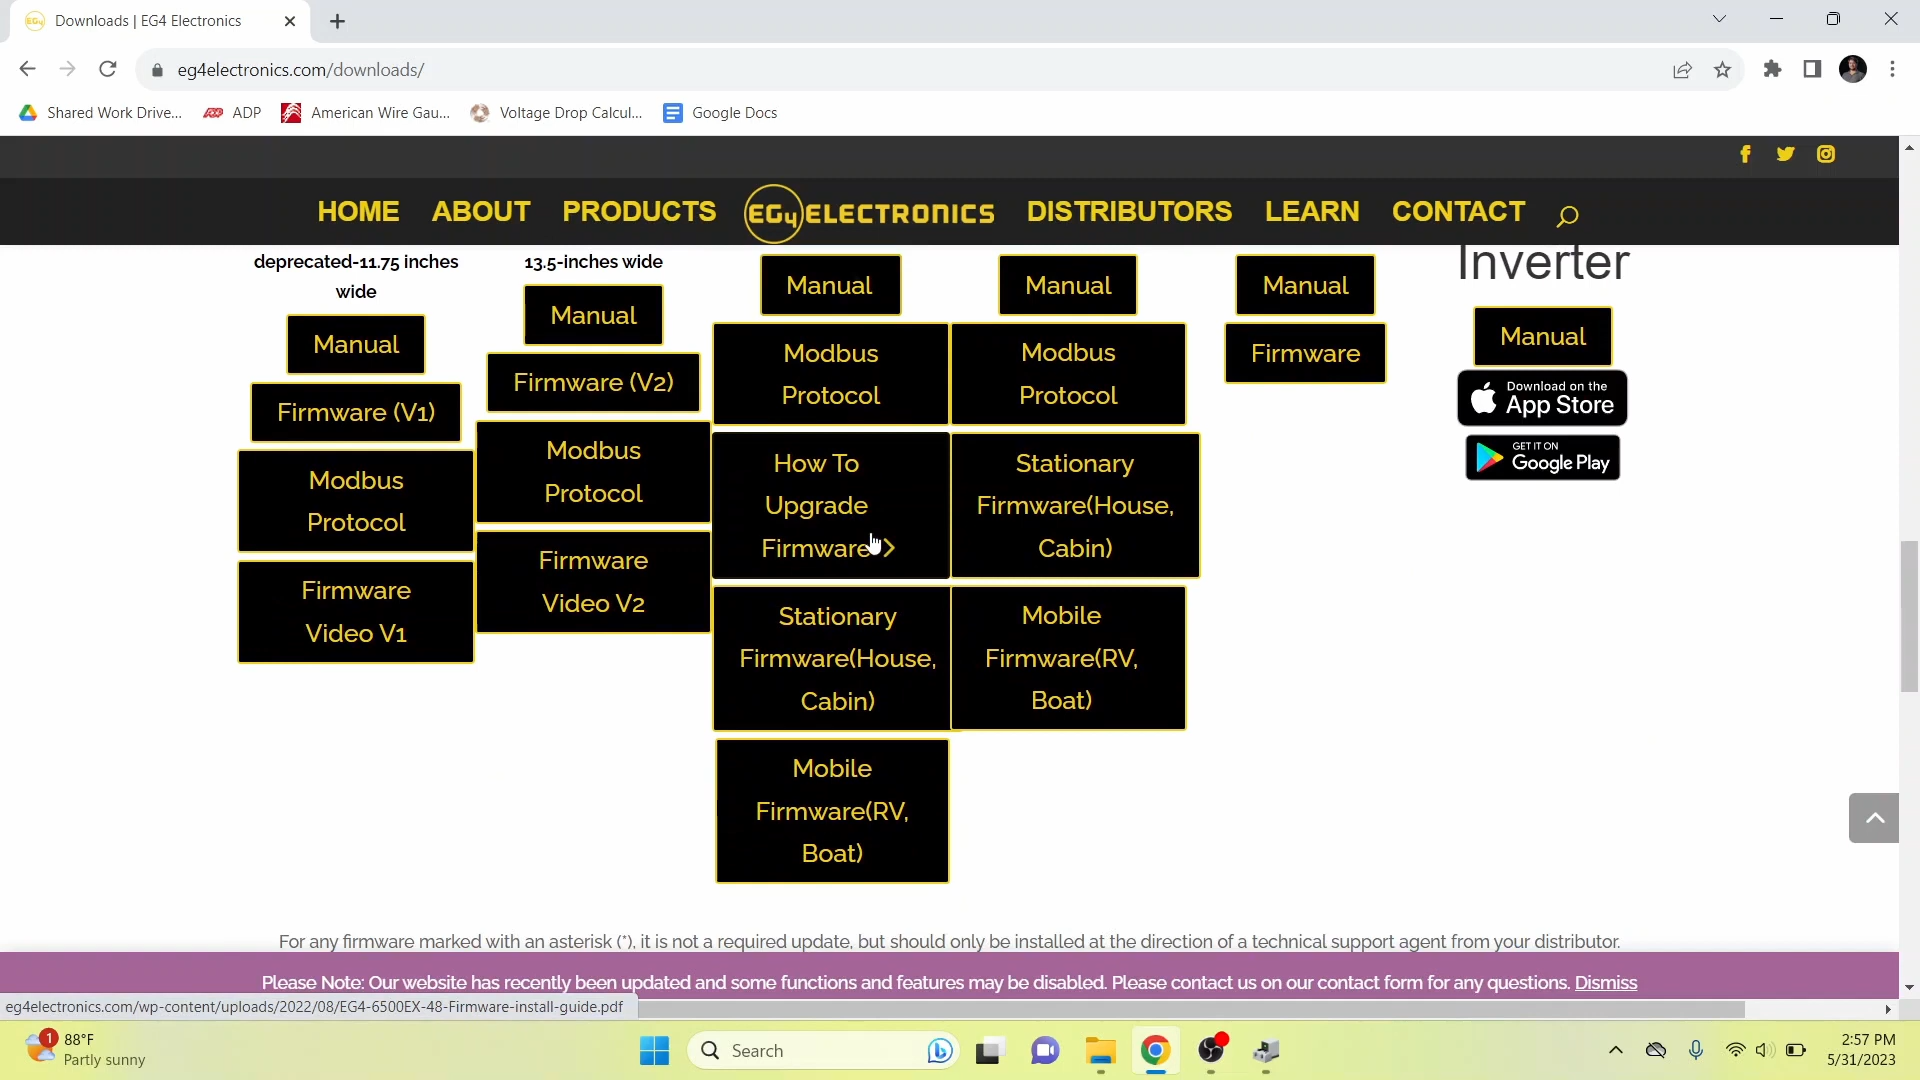 Downloads | EG4 Electronics
eg4electronics.com/downloads/
Shared Work Drive...
ADP
American Wire Gau...
Voltage Drop Calcul...
Google Docs
HOME
ABOUT
PRODUCTS
EG4 ELECTRONICS
DISTRIBUTORS
LEARN
CONTACT
deprecated-11.75 inches
wide
Manual
Firmware (V1)
Modbus
Protocol
Firmware
Video V1
13.5-inches wide
Manual
Firmware (V2)
Modbus
Protocol
Firmware
Video V2
Manual
Modbus
Protocol
How To
Upgrade
Firmware
Stationary
Firmware(House,
Cabin)
Mobile
Firmware(RV,
Boat)
Manual
Modbus
Protocol
Stationary
Firmware(House,
Cabin)
Mobile
Firmware(RV,
Boat)
Manual
Firmware
Inverter
Manual
Download on the
App Store
GET IT ON
Google Play
For any firmware marked with an asterisk (*), it is not a required update, but should only be installed at the direction of a technical support agent from your distributor.
Please Note: Our website has recently been updated and some functions and features may be disabled. Please contact us on our contact form for any questions. Dismiss
eg4electronics.com/wp-content/uploads/2022/08/EG4-6500EX-48-Firmware-install-guide.pdf
1
88°F
Partly sunny
Search
2:57 PM
5/31/2023